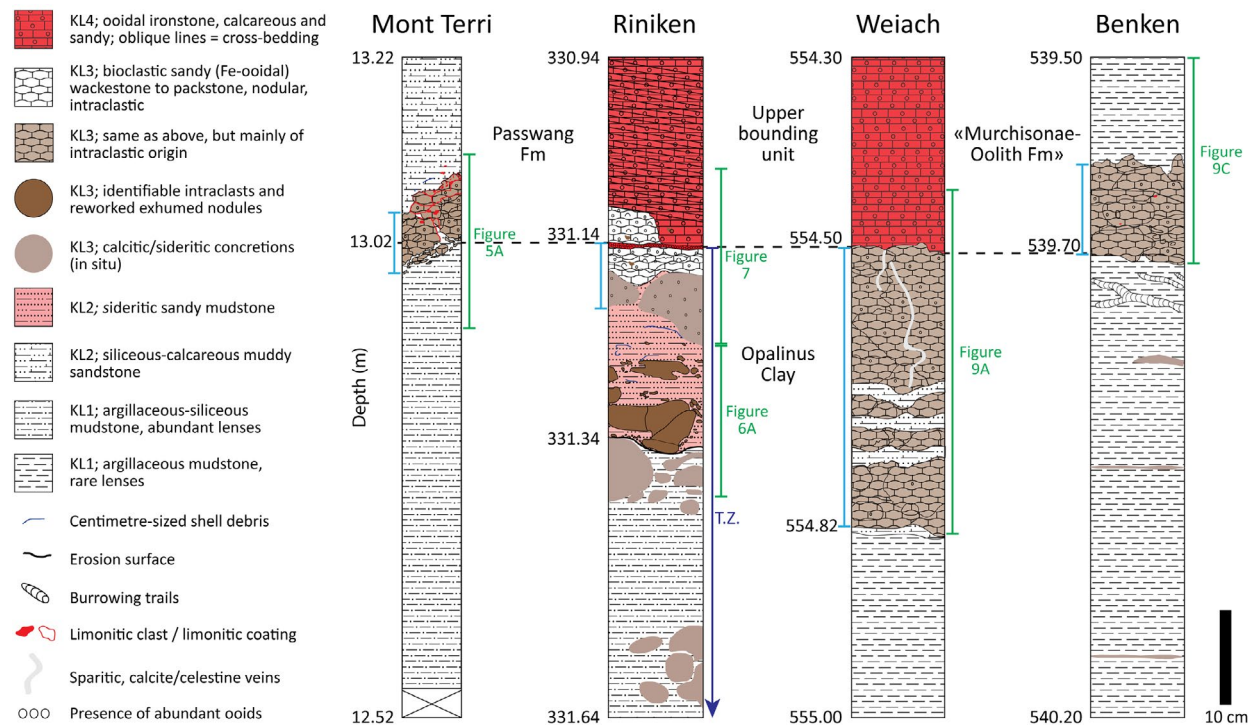 KL4; ooidal ironstone, calcareous and
sandy; oblique lines = cross-bedding
KL3; bioclastic sandy (Fe-ooidal)
wackestone to packstone, nodular,
intraclastic
KL3; same as above, but mainly of
intraclastic origin
KL3; identifiable intraclasts and
reworked exhumed nodules
KL3; calcitic/sideritic concretions
(in situ)
KL2; sideritic sandy mudstone
KL2; siliceous-calcareous muddy
sandstone
KL1; argillaceous-siliceous
mudstone, abundant lenses
KL1; argillaceous mudstone,
rare lenses
Centimetre-sized shell debris
Erosion surface
Burrowing trails
Limonitic clast / limonitic coating
Sparitic, calcite/celestine veins
Presence of abundant ooids
Depth (m)
Mont Terri
13.22
13.02
12.52
Figure
5A
Passwang
Fm
Riniken
330.94
331.14
331.34
331.64
Figure
7
Figure
6A
T.Z.
Upper
bounding
unit
Opalinus
Clay
Weiach
554.30
554.50
554.82
555.00
Figure
9A
«Murchisonae-
Oolith Fm»
Benken
539.50
539.70
540.20
Figure
9C
10 cm